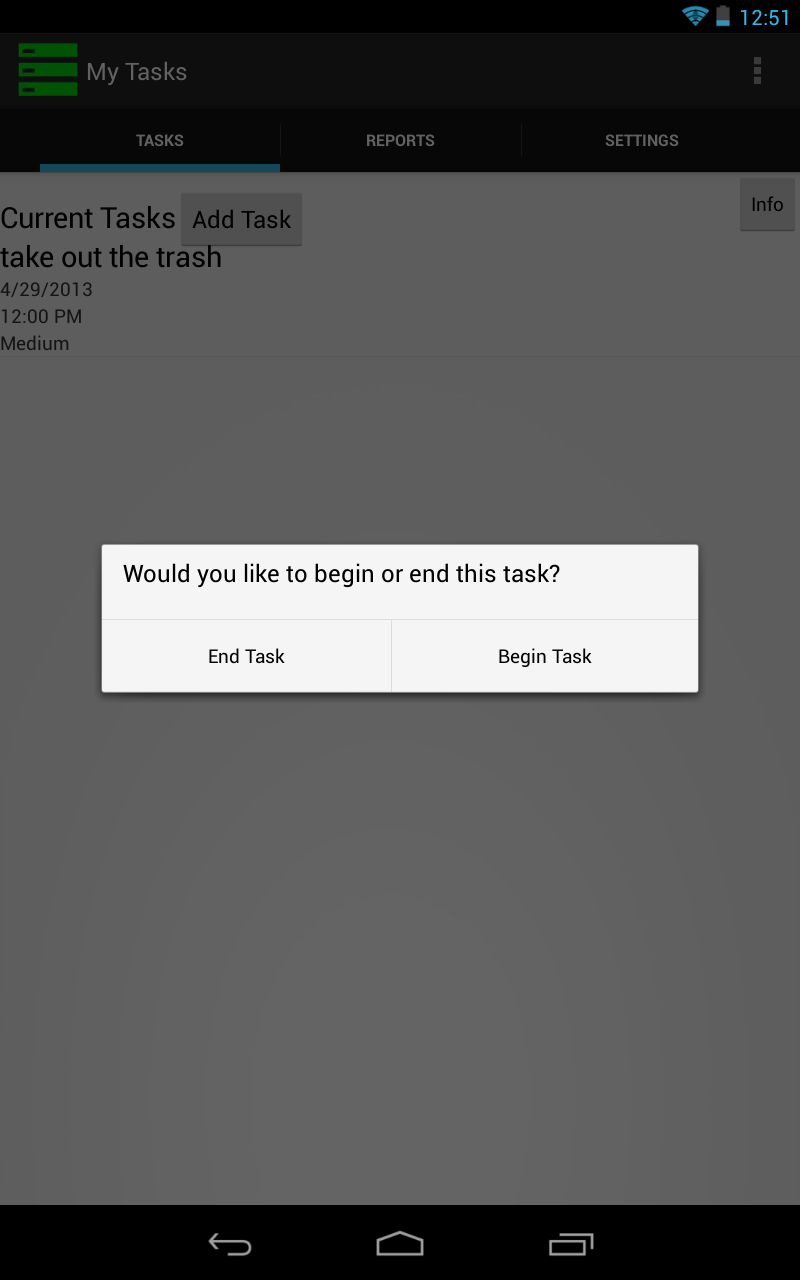 12:51
My Tasks
TASKS REPORTS SETTINGS
Info
Current Tasks Add Task
take out the trash
4/29/2013
12:00 PM
Medium
Would you like to begin or end this task?
End Task Begin Task